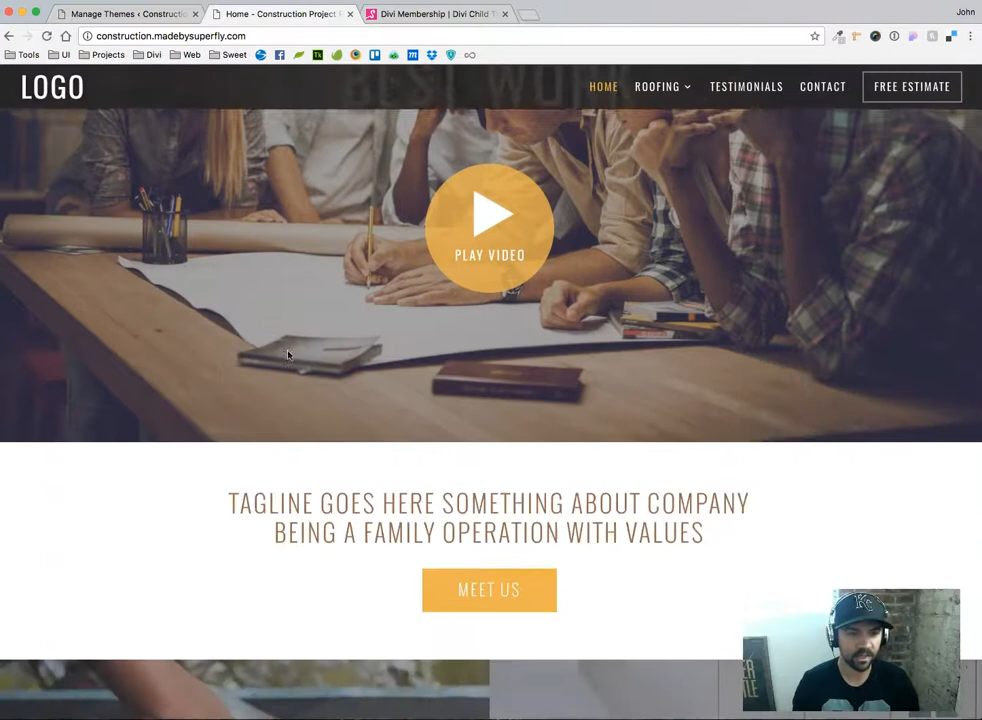 Manage Themes ‹ Constructi
Home - Construction Project
Divi Membership | Divi Child T
John
construction.madebysuperfly.com
Tools
UI
Projects
Divi
Web
Sweet
LOGO
HOME
ROOFING
TESTIMONIALS
CONTACT
FREE ESTIMATE
PLAY VIDEO
TAGLINE GOES HERE SOMETHING ABOUT COMPANY
BEING A FAMILY OPERATION WITH VALUES
MEET US